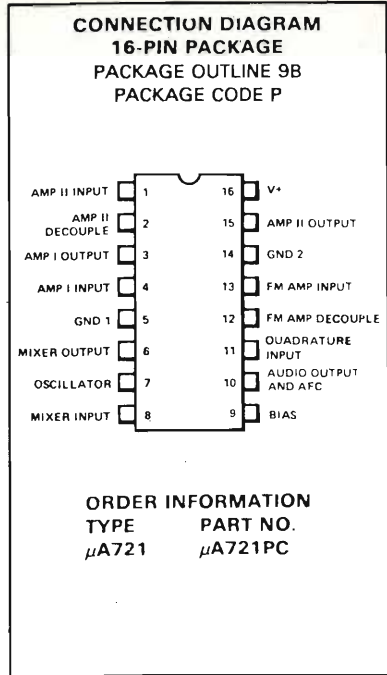 CONNECTION DIAGRAM
16-PIN PACKAGE
PACKAGE OUTLINE 9B
PACKAGE CODE P
AMP II INPUT 1 16 V+
AMP II
DECOUPLE 2 15 AMP II OUTPUT
AMP I OUTPUT 3 14 GND 2
AMP I INPUT 4 13 FM AMP INPUT
GND 1 5 12 FM AMP DECOUPLE
MIXER OUTPUT 6 11 QUADRATURE
INPUT
OSCILLATOR 7 10 AUDIO OUTPUT
AND AFC
MIXER INPUT 8 9 BIAS
ORDER INFORMATION
TYPE PART NO.
μA721 μA721PC